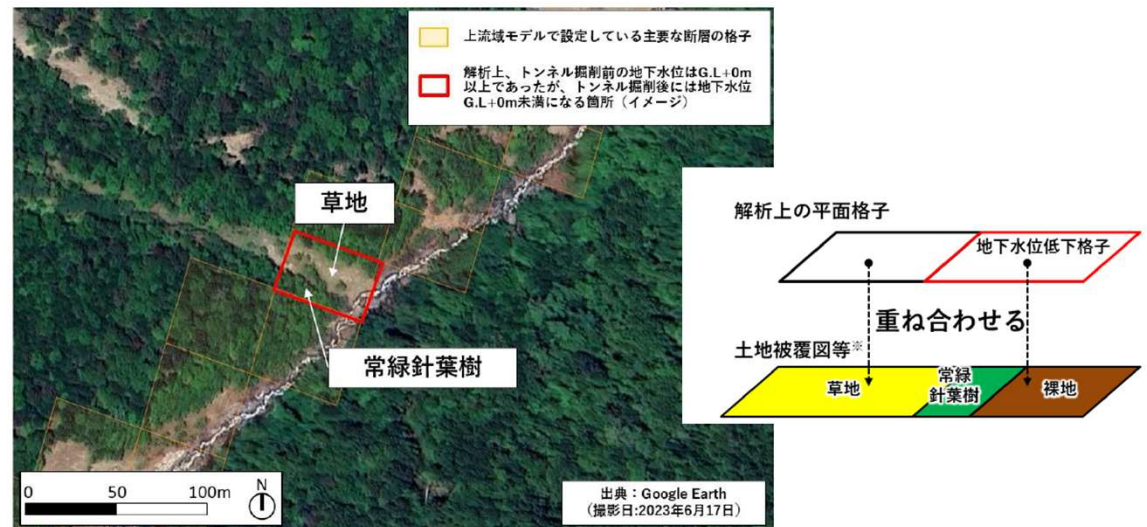 上流域モデルで設定している主要な断層の格子
解析上、トンネル掘削前の地下水位はG.L+0m
以上であったが、トンネル掘削後には地下水位
G.L+0m未満になる箇所（イメージ）
草地
常緑針葉樹
0 50 100m
N
出典：Google Earth
（撮影日:2023年6月17日）
解析上の平面格子
地下水位低下格子
重ね合わせる
土地被覆図等※
草地
常緑
針葉樹
裸地